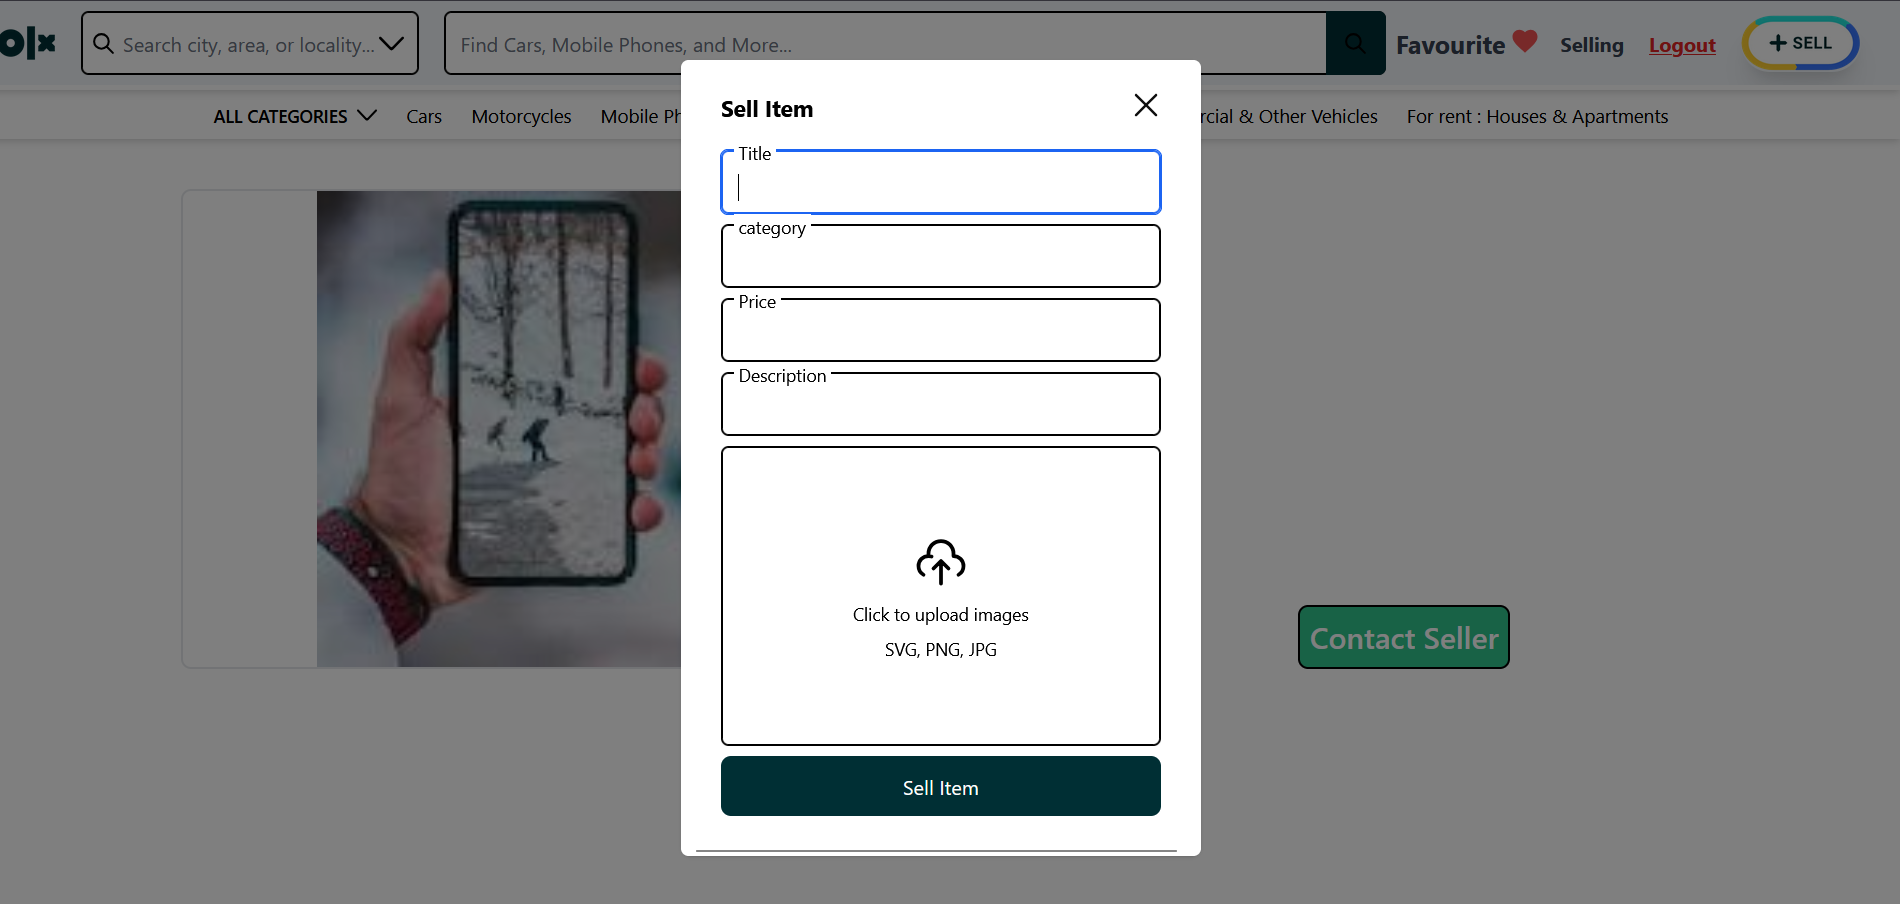 olx
Search city, area, or locality...
Find Cars, Mobile Phones, and More...
Favourite
Selling
Logout
+ SELL
ALL CATEGORIES
Cars
Motorcycles
Mobile
& Other Vehicles
For rent : Houses & Apartments
Sell Item
Title
category
Price
Description
Click to upload images
SVG, PNG, JPG
Contact Seller
Sell Item